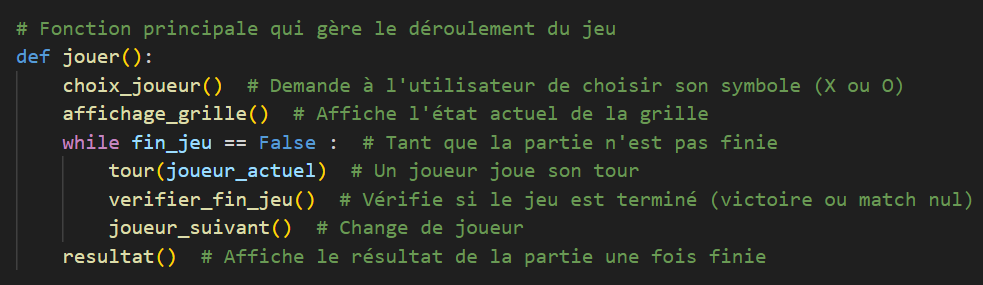 # Fonction principale qui gère le déroulement du jeu
def jouer():
    choix_joueur()  # Demande à l'utilisateur de choisir son symbole (X ou O)
    affichage_grille()  # Affiche l'état actuel de la grille
    while fin_jeu == False :  # Tant que la partie n'est pas finie
        tour(joueur_actuel)  # Un joueur joue son tour
        verifier_fin_jeu()  # Vérifie si le jeu est terminé (victoire ou match nul)
        joueur_suivant()  # Change de joueur
    resultat()  # Affiche le résultat de la partie une fois finie